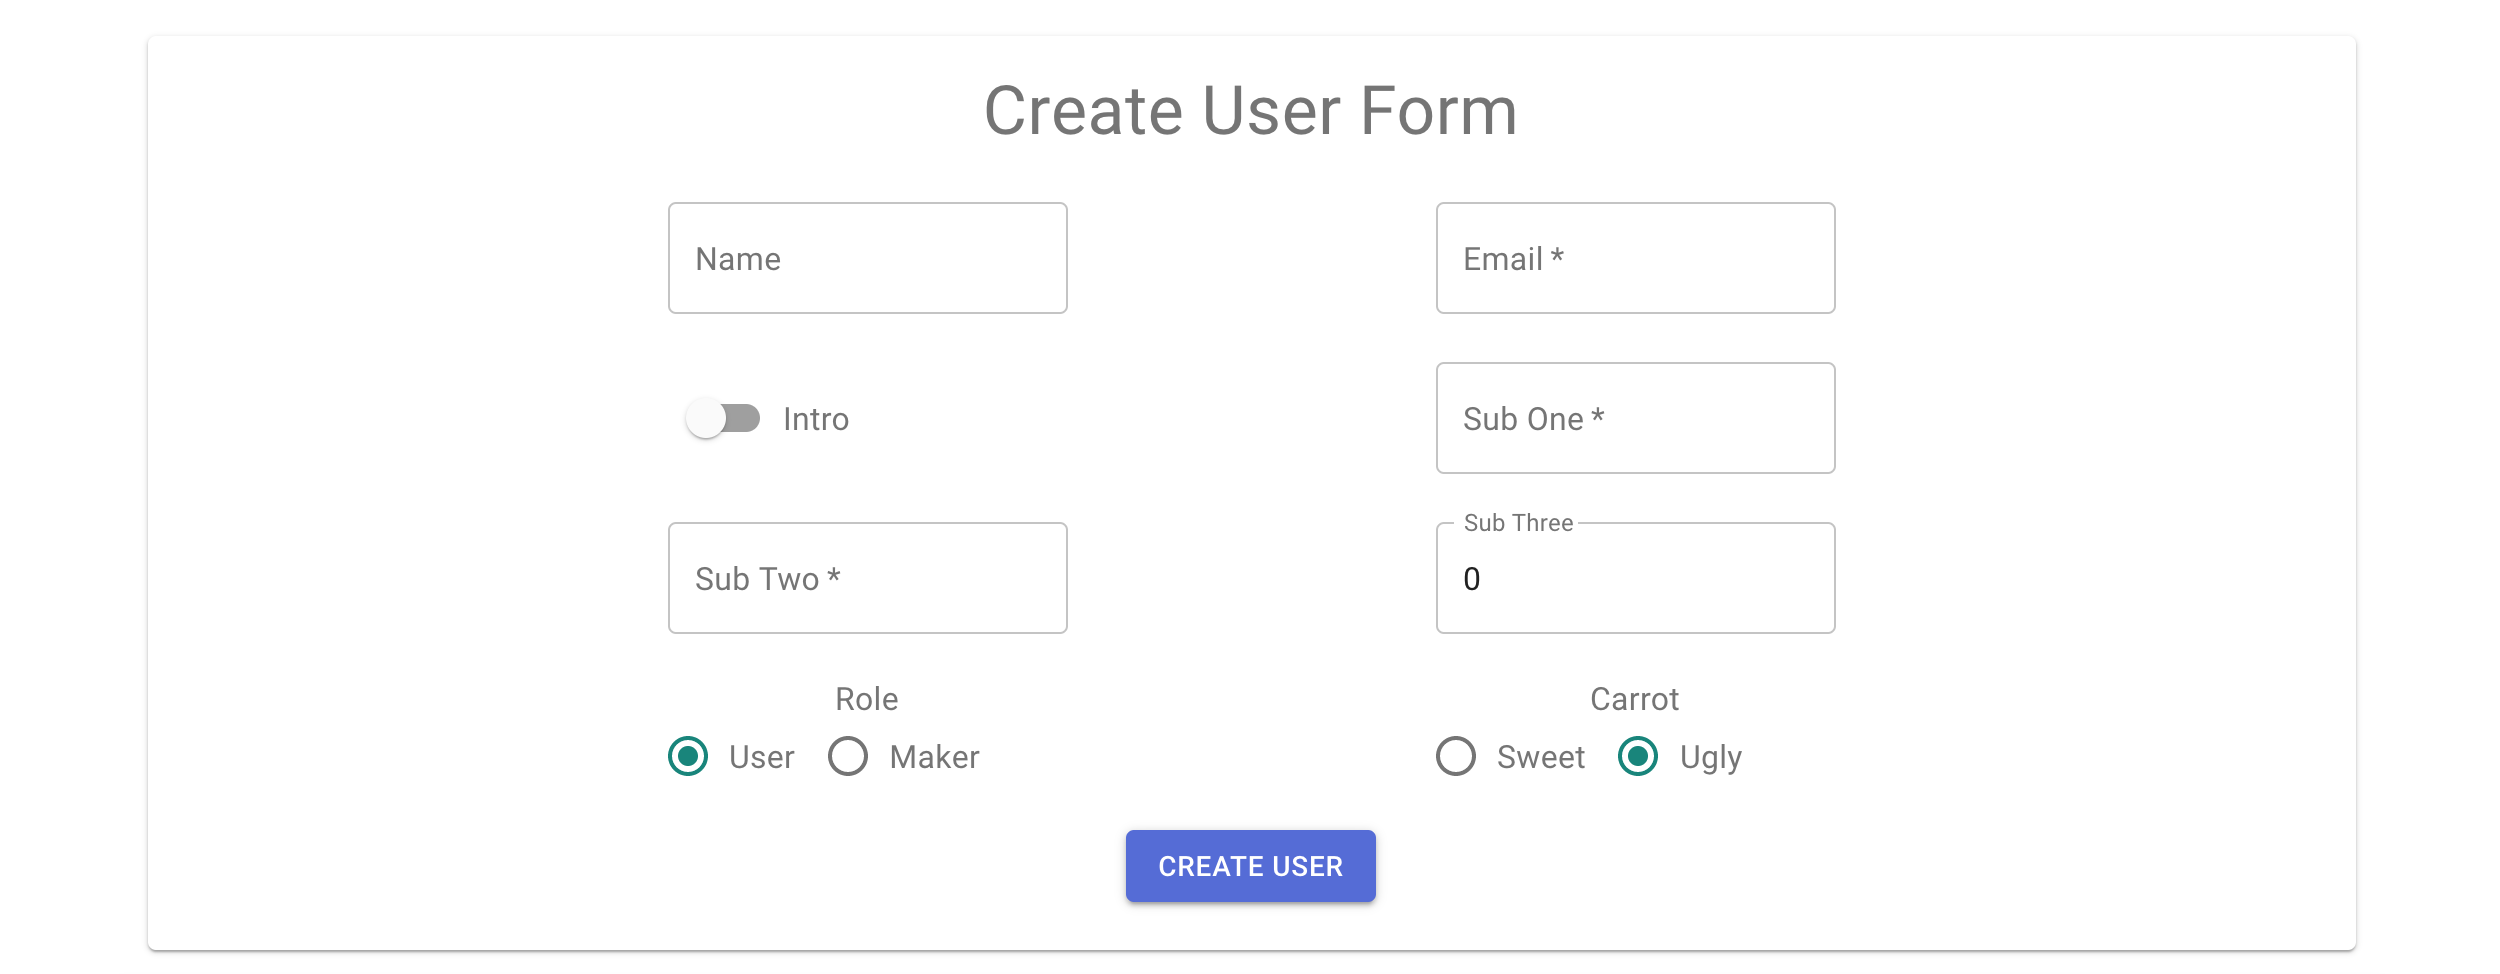 Create User Form
Name
Email *
Intro
Sub One *
Sub Two *
Sub Three
0
Role
User
Maker
Carrot
Sweet
Ugly
CREATE USER